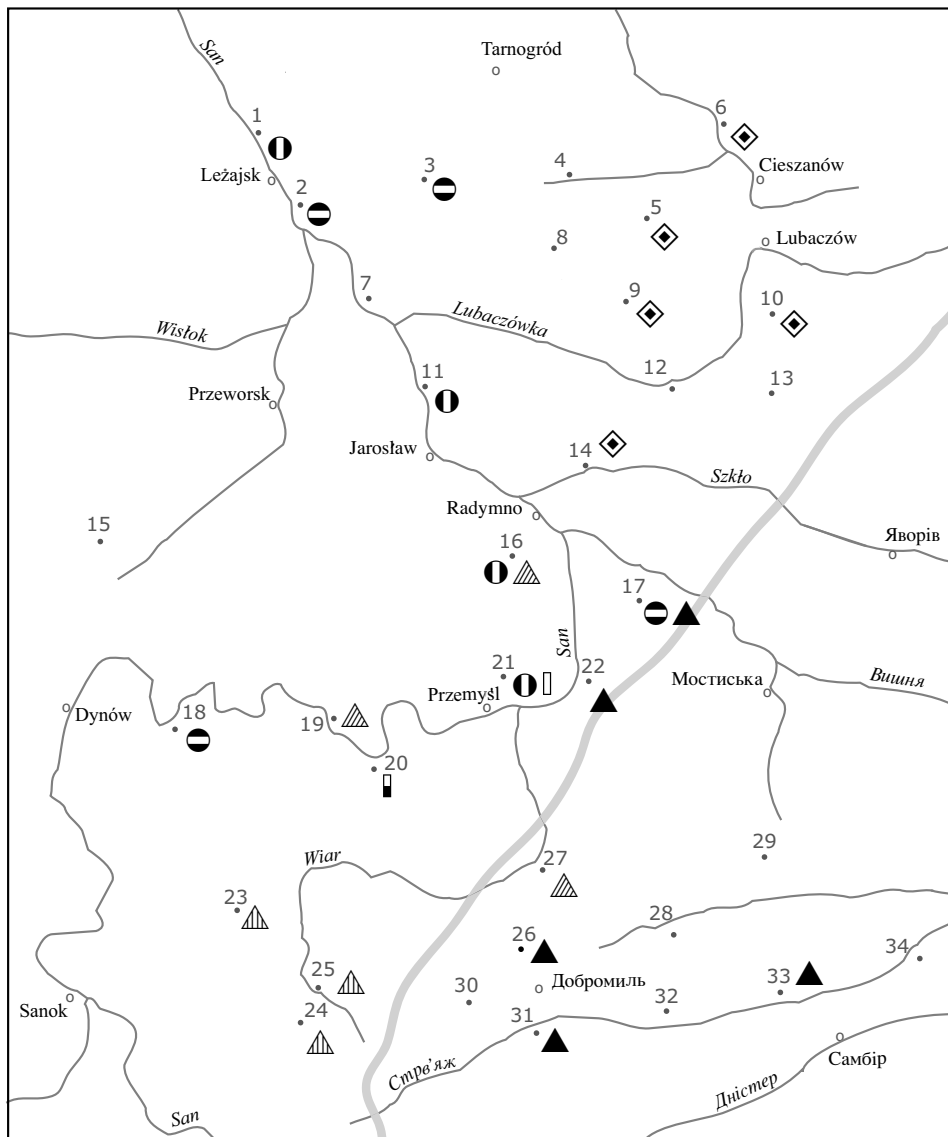 San
Tarnogród
6
1
3
4
Cieszanów
Leżajsk
2
5
8
Lubaczów
7
9
10
Lubaczówka
Wisłok
11
12
13
Przeworsk
Jarosław
14
Szkło
Radymno
15
16
Яворів
17
San
21
22
Мостиська
Вишня
Przemyśl
Dynów
18
19
20
29
Wiar
27
23
28
26
34
25
Добромиль
33
Sanok
30
32
24
31
Самбір
Стрв'яж
Дністер
San